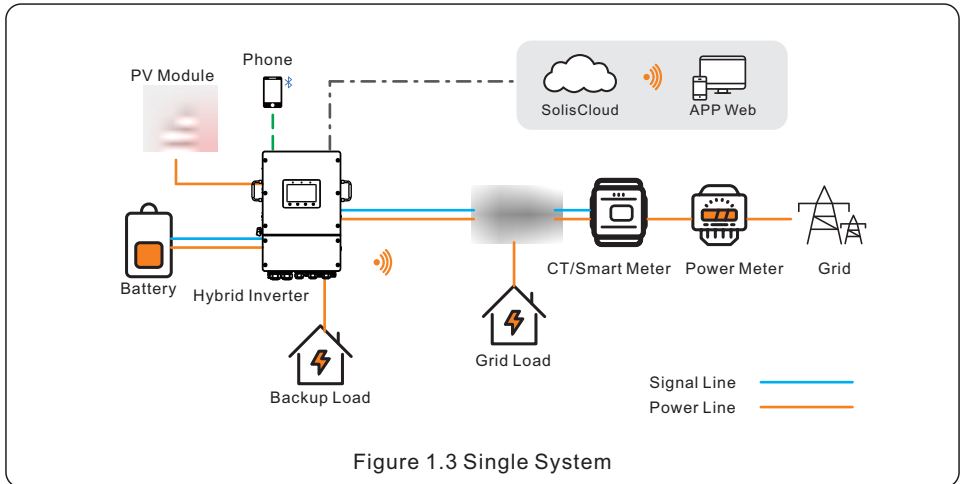 Phone
PV Module
SolisCloud
APP Web
Battery
Hybrid Inverter
CT/Smart Meter
Power Meter
Grid
Grid Load
Backup Load
Signal Line
Power Line
Figure 1.3 Single System